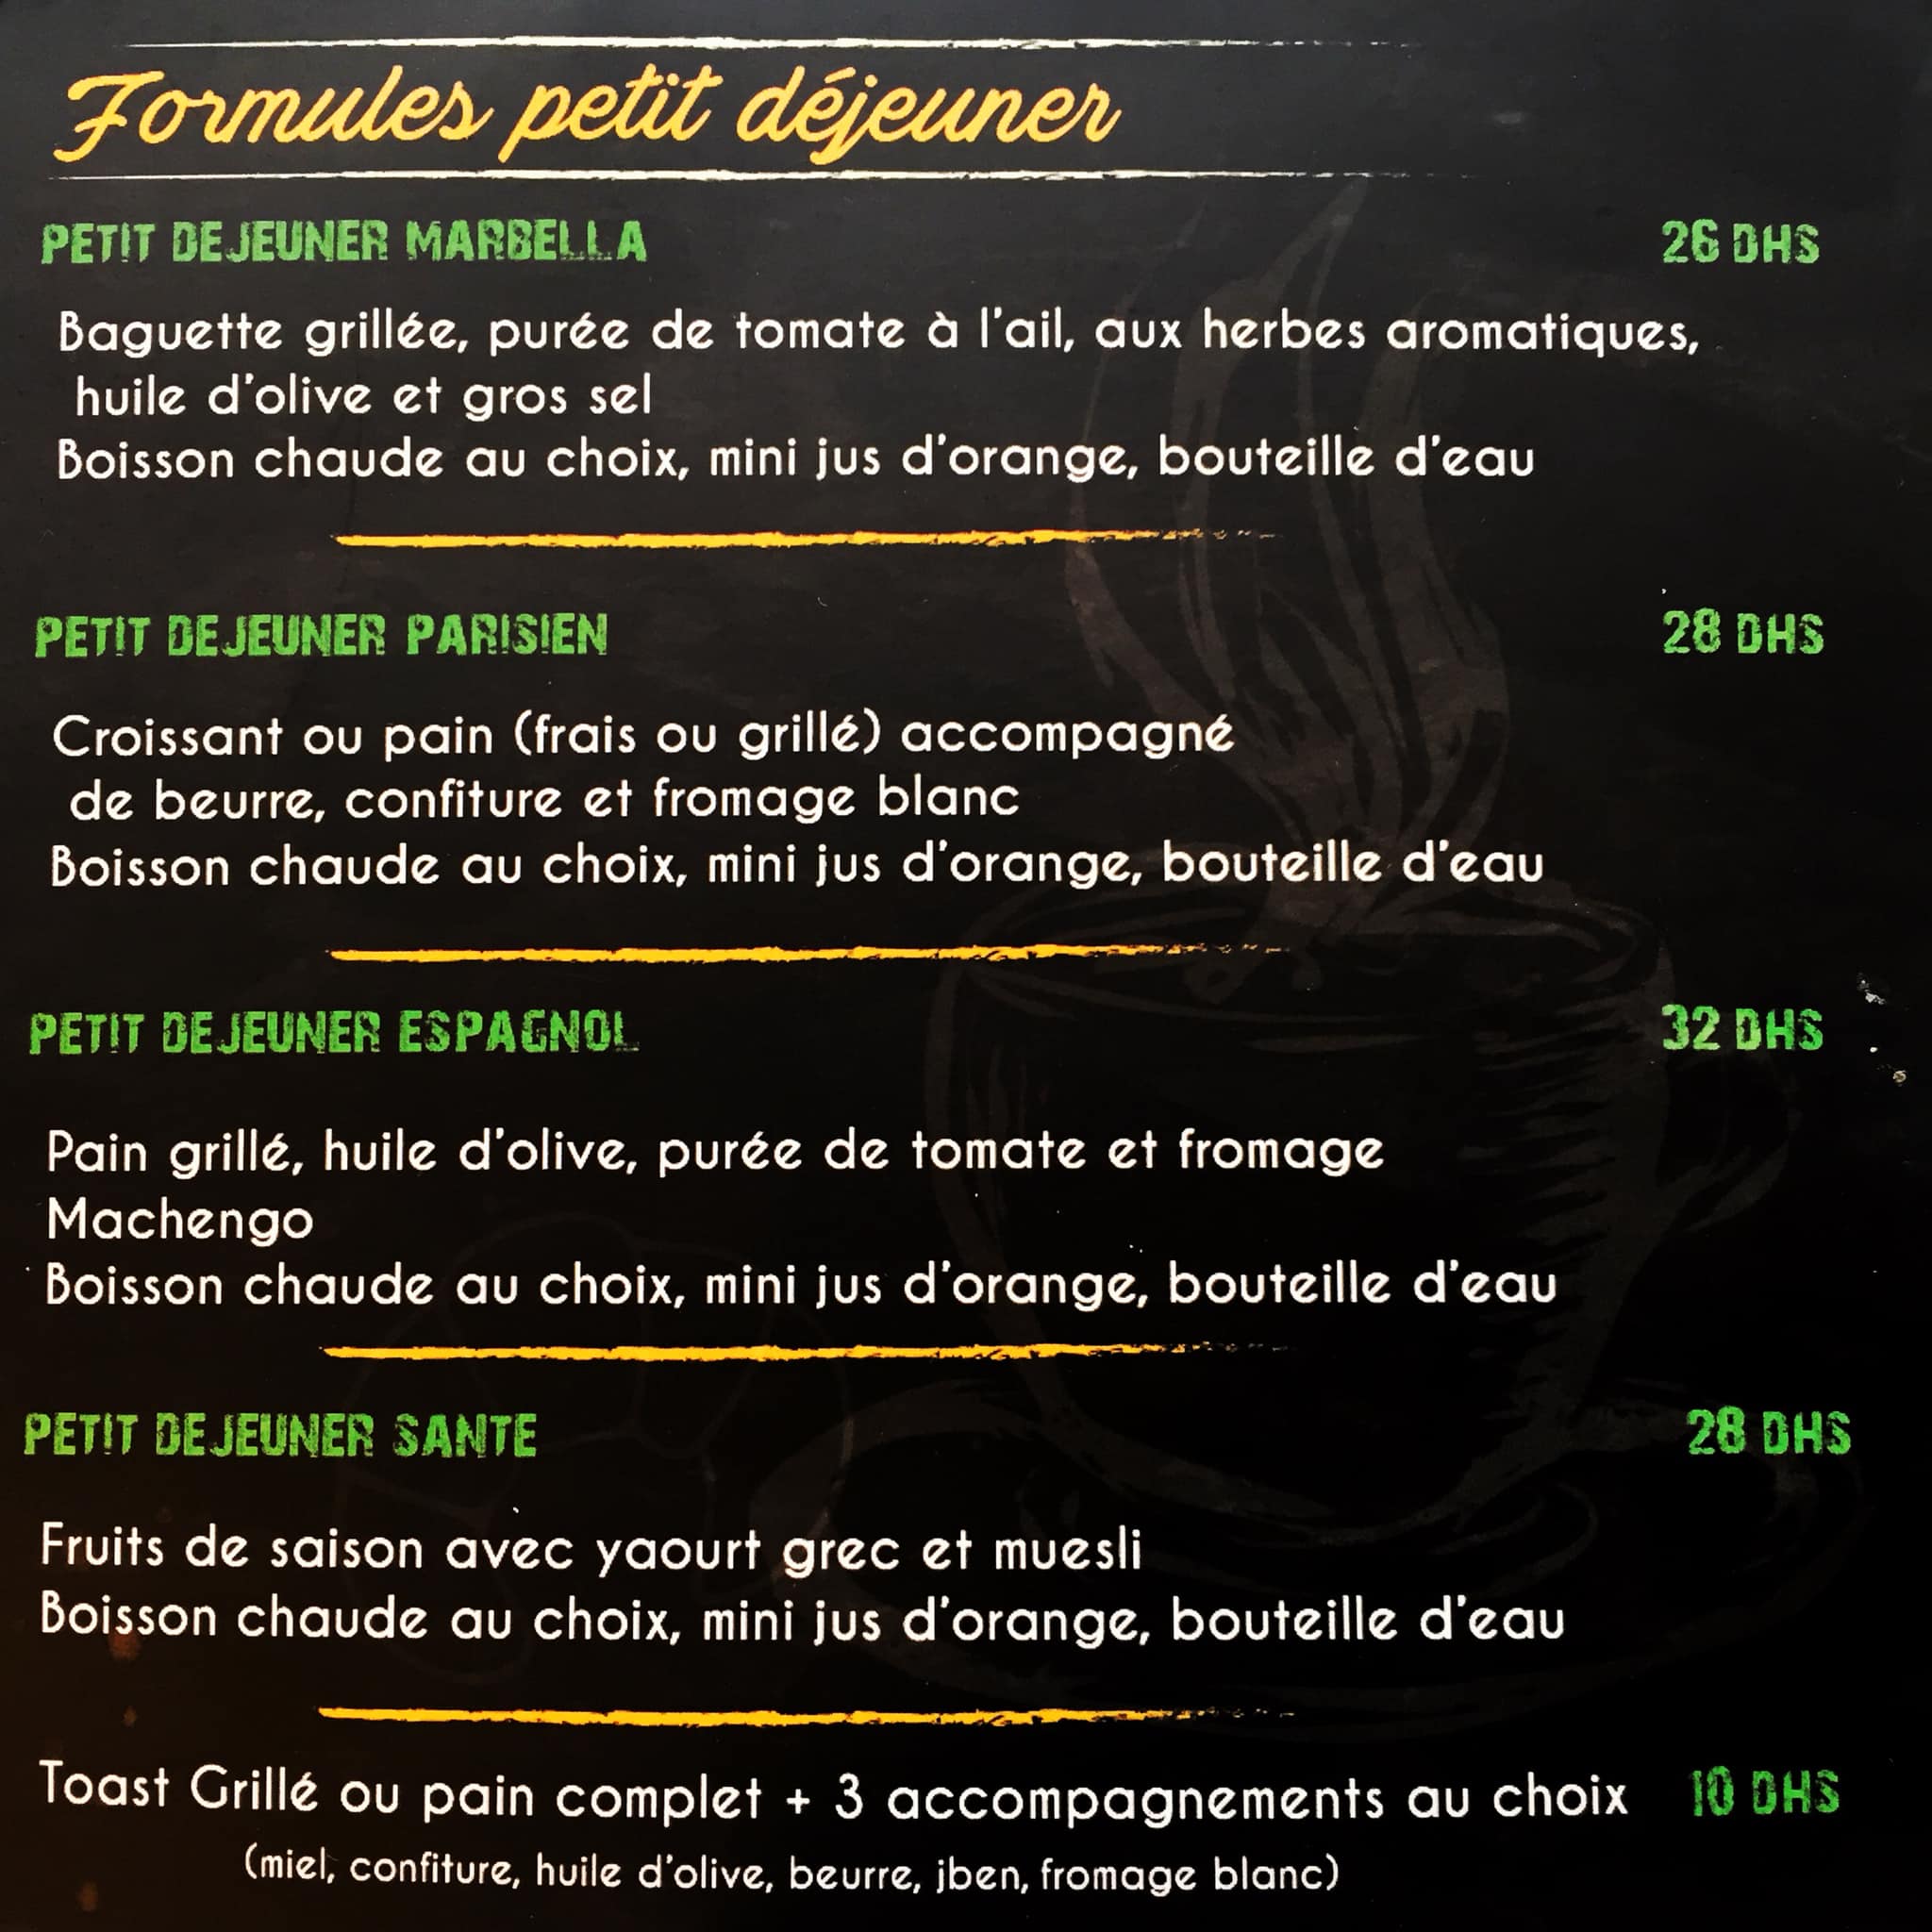 Formules petit déjeuner
PETIT DEJEUNER MARBELLA 26 DHS
Baguette grillée, purée de tomate à l'ail, aux herbes aromatiques,
huile d'olive et gros sel
Boisson chaude au choix, mini jus d'orange, bouteille d'eau
PETIT DEJEUNER PARISIEN 28 DHS
Croissant ou pain (frais ou grillé) accompagné
de beurre, confiture et fromage blanc
Boisson chaude au choix, mini jus d'orange, bouteille d'eau
PETIT DEJEUNER ESPAGNOL 32 DHS
Pain grillé, huile d'olive, purée de tomate et fromage
Machengo
Boisson chaude au choix, mini jus d'orange, bouteille d'eau
PETIT DEJEUNER SANTE 28 DHS
Fruits de saison avec yaourt grec et muesli
Boisson chaude au choix, mini jus d'orange, bouteille d'eau
Toast Grillé ou pain complet + 3 accompagnements au choix 10 DHS
(miel, confiture, huile d'olive, beurre, jben, fromage blanc)